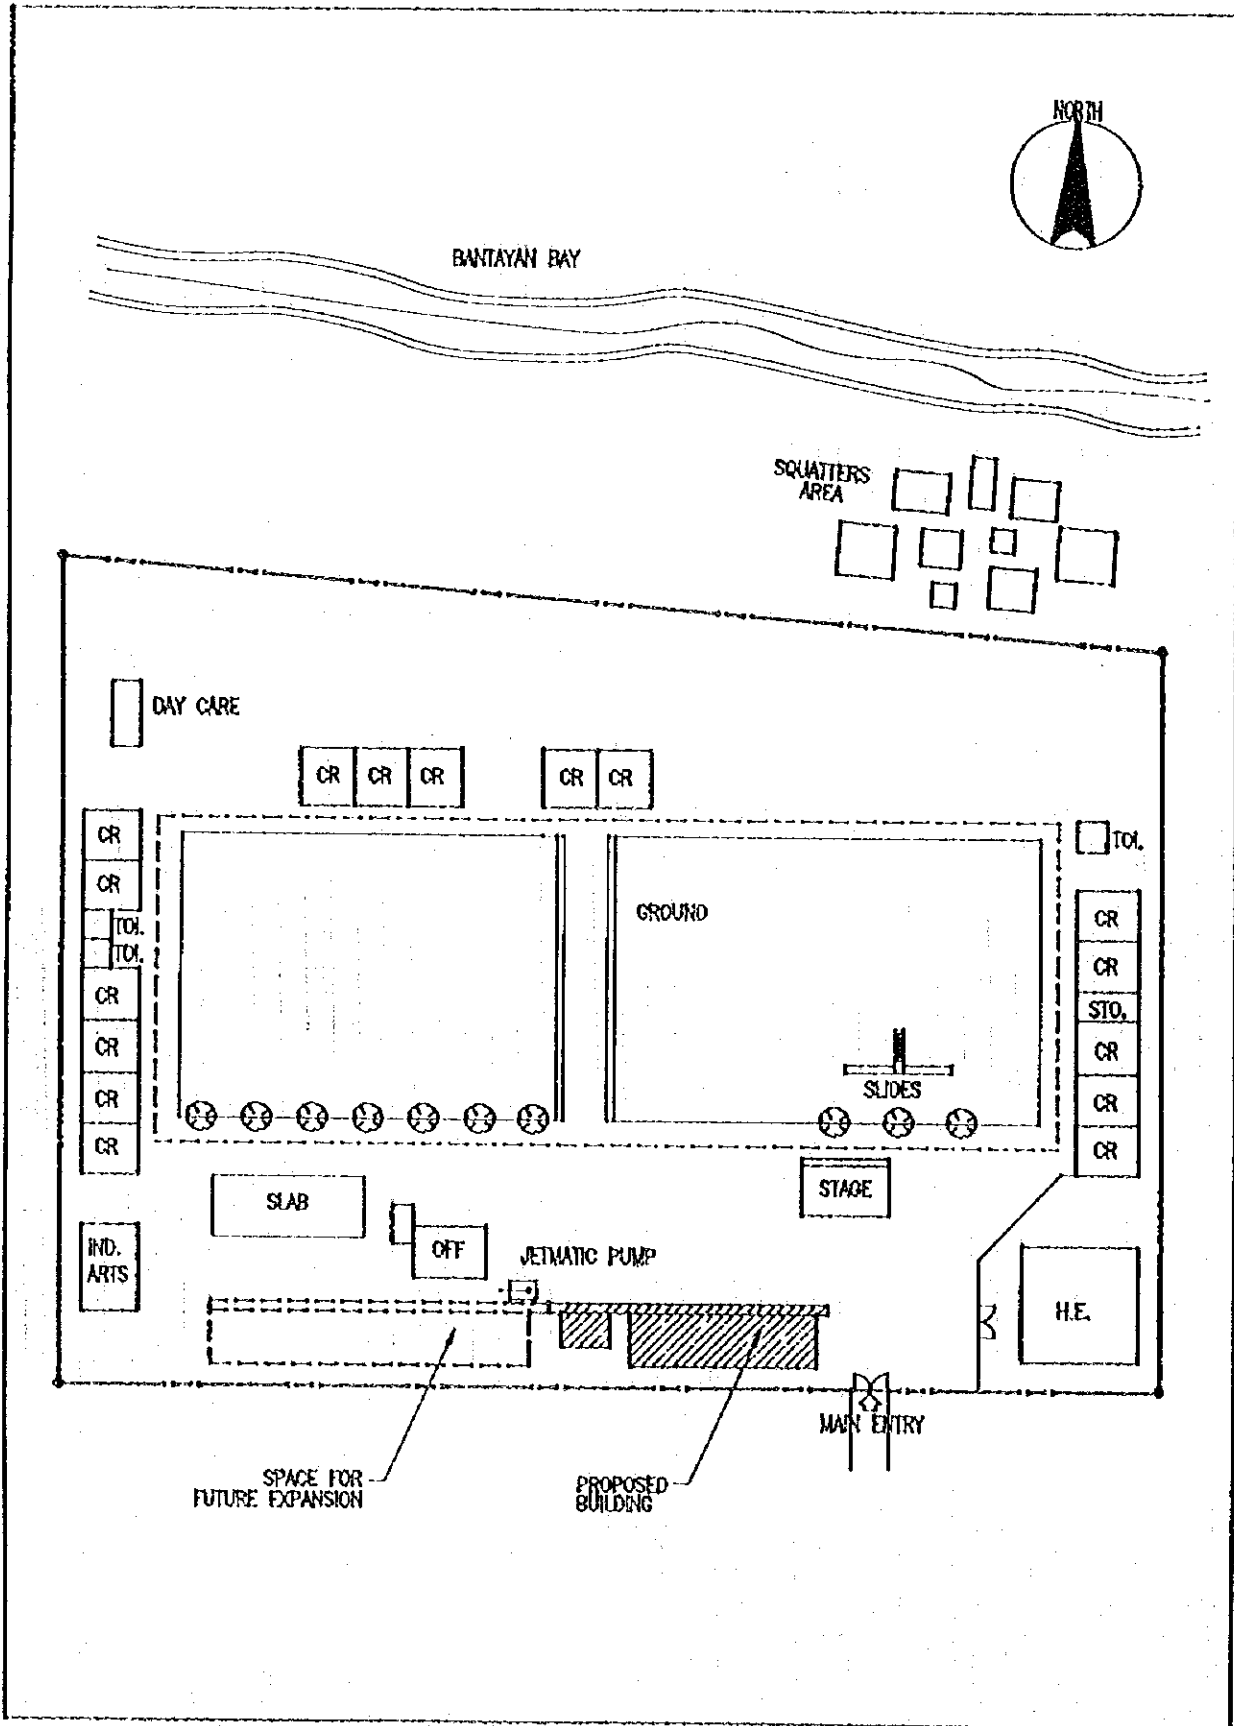 NORTH
BANTAYAN BAY
SQUATTERS
AREA
DAY CARE
CR CR CR CR CR
CR
CR
TOI.
TOI.
CR
CR
CR
CR
GROUND
SLIDES
TOI.
CR
CR
STO.
CR
CR
CR
SLAB
STAGE
IND.
ARTS
OFF
JETMATIC PUMP
H.E.
MAIN ENTRY
SPACE FOR
FUTURE EXPANSION
PROPOSED
BUILDING